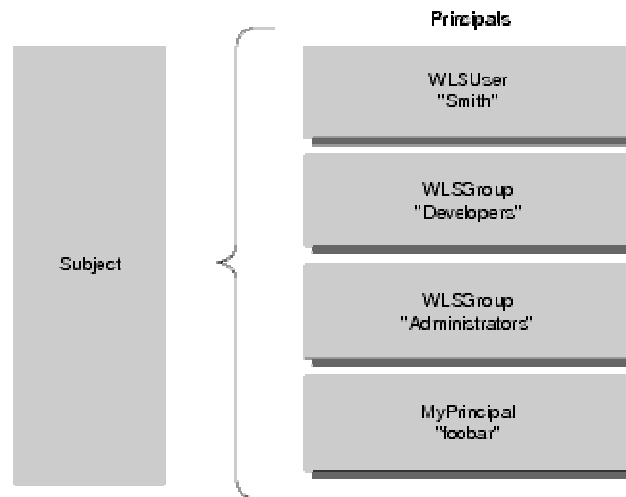 Principals
WLSUser
"Smith"
WLSGroup
"Developers"
Subject
WLSGroup
"Administrators"
MyPrincipal
"foobar"